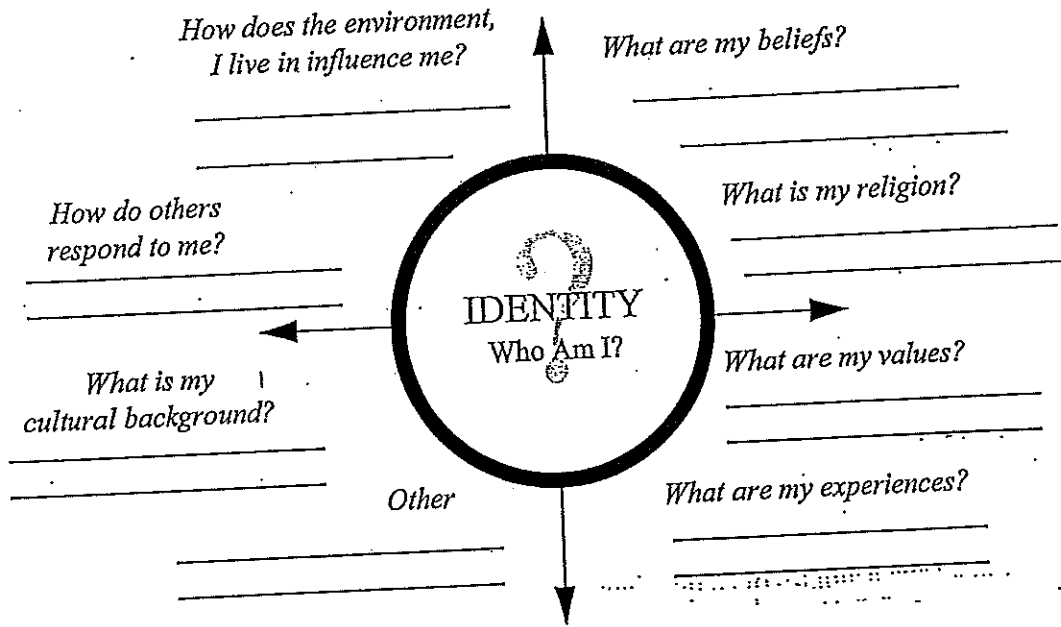 How does the environment,
I live in influence me?
What are my beliefs?
How do others
respond to me?
What is my religion?
IDENTITY
Who Am I?
What is my
cultural background?
What are my values?
Other
What are my experiences?